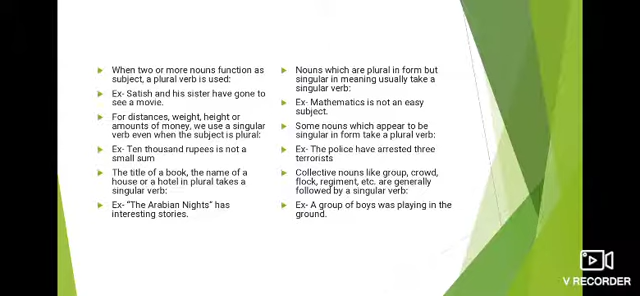 When two or more nouns function as
subject, a plural verb is used:
Ex- Satish and his sister have gone to
see a movie.
For distances, weight, height or
amounts of money, we use a singular
verb even when the subject is plural:
Ex- Ten thousand rupees is not a
small sum
The title of a book, the name of a
house or a hotel in plural takes a
singular verb:
Ex- “The Arabian Nights” has
interesting stories.
Nouns which are plural in form but
singular in meaning usually take a
singular verb:
Ex- Mathematics is not an easy
subject.
Some nouns which appear to be
singular in form take a plural verb:
Ex- The police have arrested three
terrorists
Collective nouns like group, crowd,
flock, regiment, etc. are generally
followed by a singular verb:
Ex- A group of boys was playing in the
ground.
V RECORDER